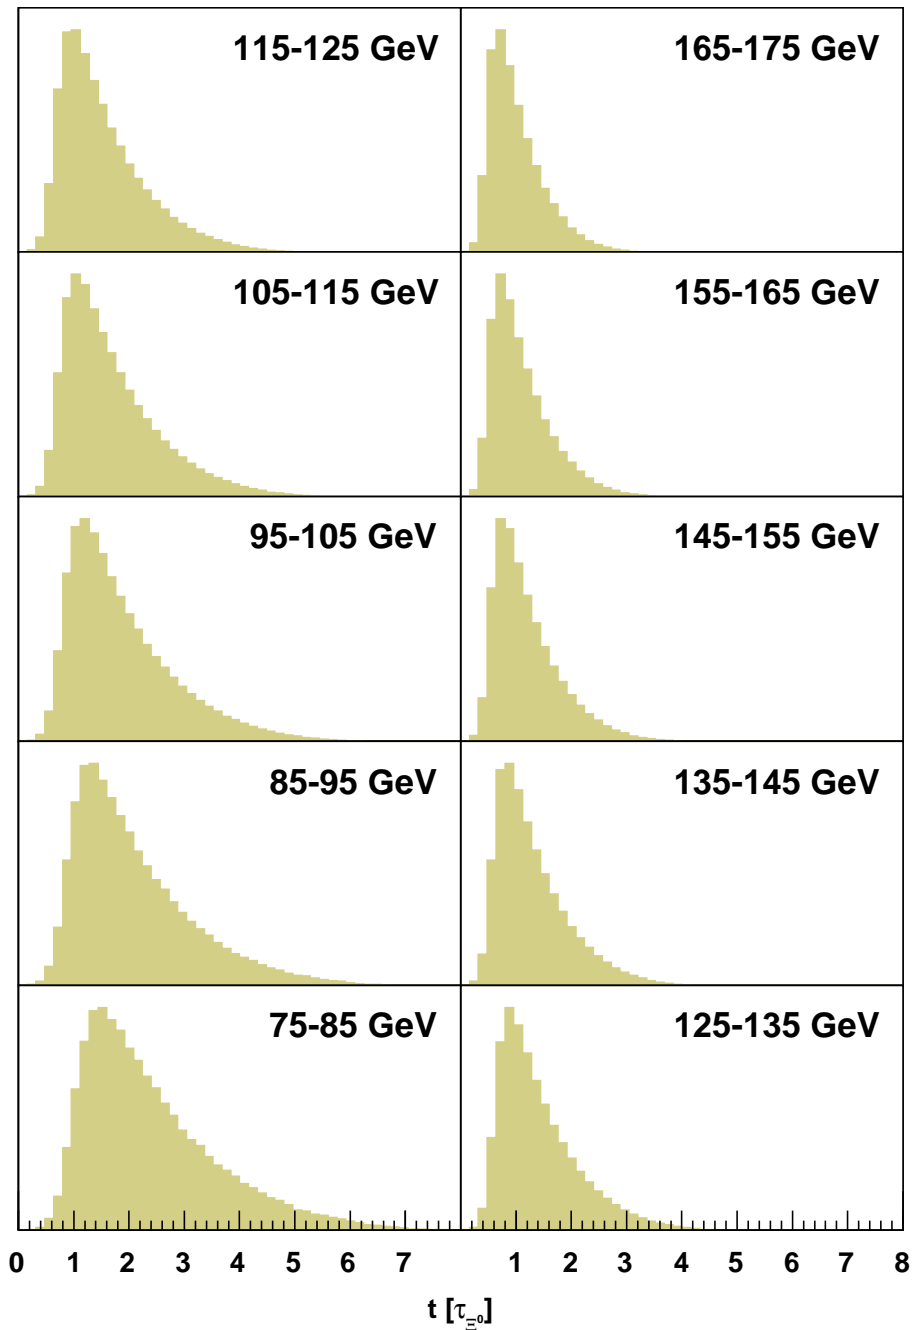 115-125 GeV 165-175 GeV
105-115 GeV 155-165 GeV
95-105 GeV 145-155 GeV
85-95 GeV 135-145 GeV
75-85 GeV 125-135 GeV
0 1 2 3 4 5 6 7 1 2 3 4 5 6 7 8
t [τ_Ξ⁰]